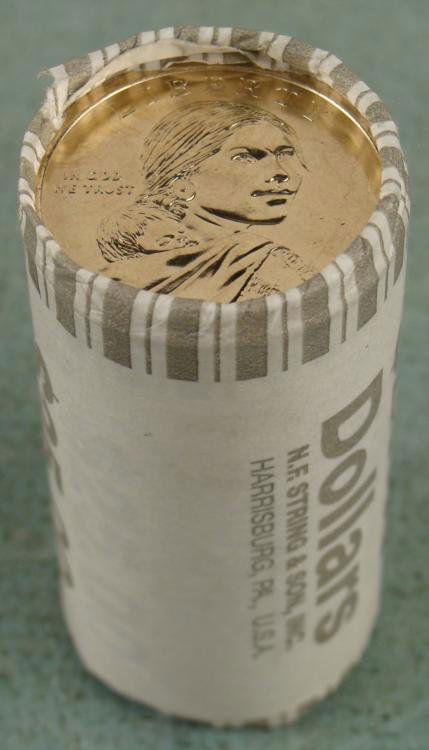 LIBERTY
IN GOD
WE TRUST
Dollars
N.F. STRING & SON, INC.
HARRISBURG, PA., U.S.A.